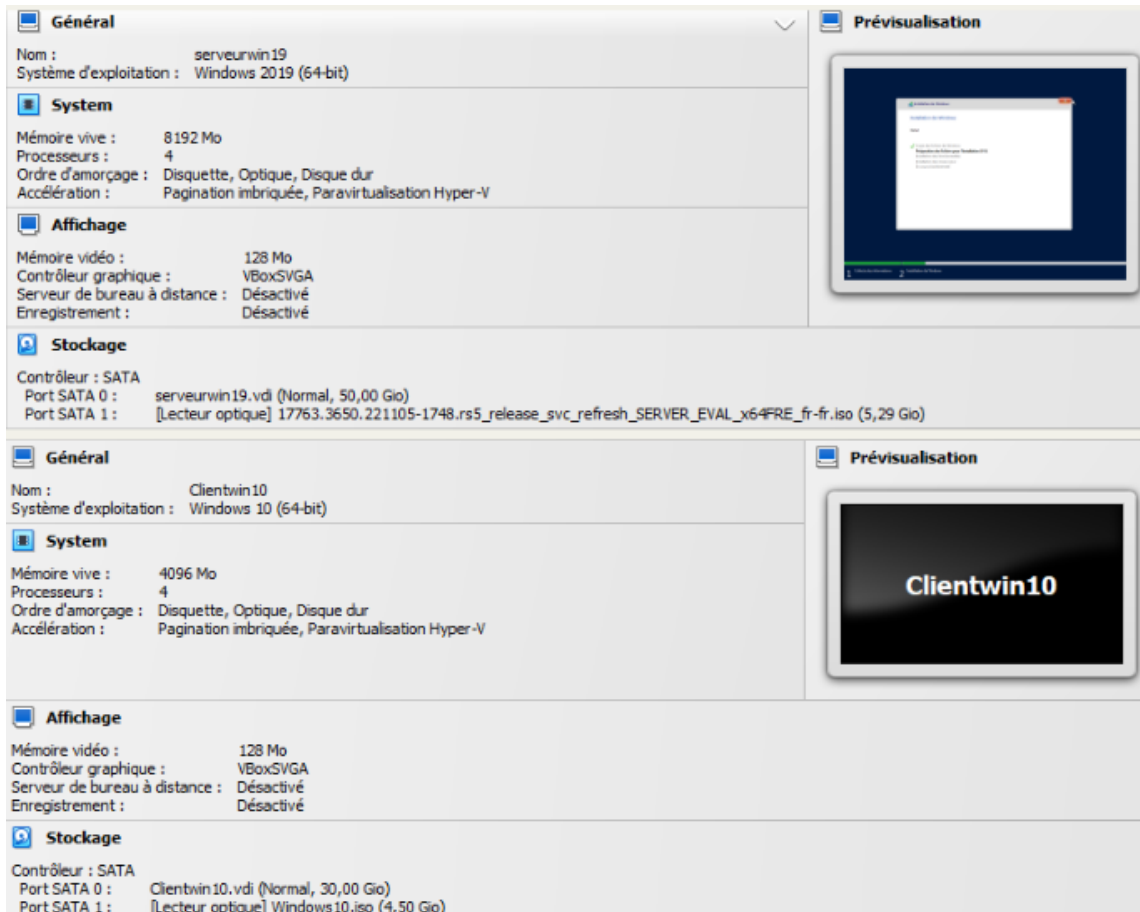 Général
Prévisualisation
Nom : serveurwin19
Système d'exploitation : Windows 2019 (64-bit)
System
Mémoire vive : 8192 Mo
Processeurs : 4
Ordre d'amorçage : Disquette, Optique, Disque dur
Accélération : Pagination imbriquée, Paravirtualisation Hyper-V
Affichage
Mémoire vidéo : 128 Mo
Contrôleur graphique : VBoxSVGA
Serveur de bureau à distance : Désactivé
Enregistrement : Désactivé
Stockage
Contrôleur : SATA
Port SATA 0 : serveurwin19.vdi (Normal, 50,00 Gio)
Port SATA 1 : [Lecteur optique] 17763.3650.221105-1748.rs5_release_svc_refresh_SERVER_EVAL_x64FRE_fr-fr.iso (5,29 Gio)
Général
Prévisualisation
Nom : Clientwin10
Système d'exploitation : Windows 10 (64-bit)
System
Mémoire vive : 4096 Mo
Processeurs : 4
Ordre d'amorçage : Disquette, Optique, Disque dur
Accélération : Pagination imbriquée, Paravirtualisation Hyper-V
Clientwin10
Affichage
Mémoire vidéo : 128 Mo
Contrôleur graphique : VBoxSVGA
Serveur de bureau à distance : Désactivé
Enregistrement : Désactivé
Stockage
Contrôleur : SATA
Port SATA 0 : Clientwin10.vdi (Normal, 30,00 Gio)
Port SATA 1 : [Lecteur optique] Windows10.iso (4,50 Gio)